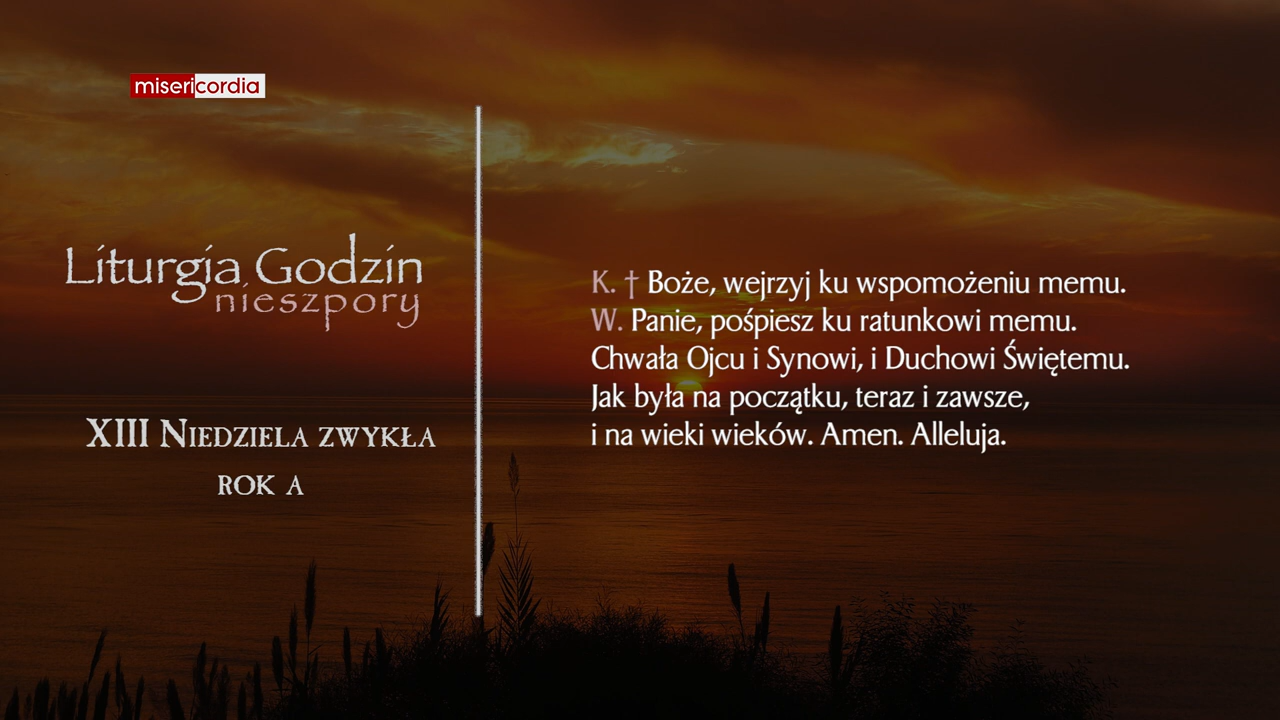 misericordia
Liturgia Godzin
nieszpory
XIII Niedziela zwykła
rok A
K. † Boże, wejrzyj ku wspomożeniu memu.
W. Panie, pośpiesz ku ratunkowi memu.
Chwała Ojcu i Synowi, i Duchowi Świętemu.
Jak była na początku, teraz i zawsze,
i na wieki wieków. Amen. Alleluja.